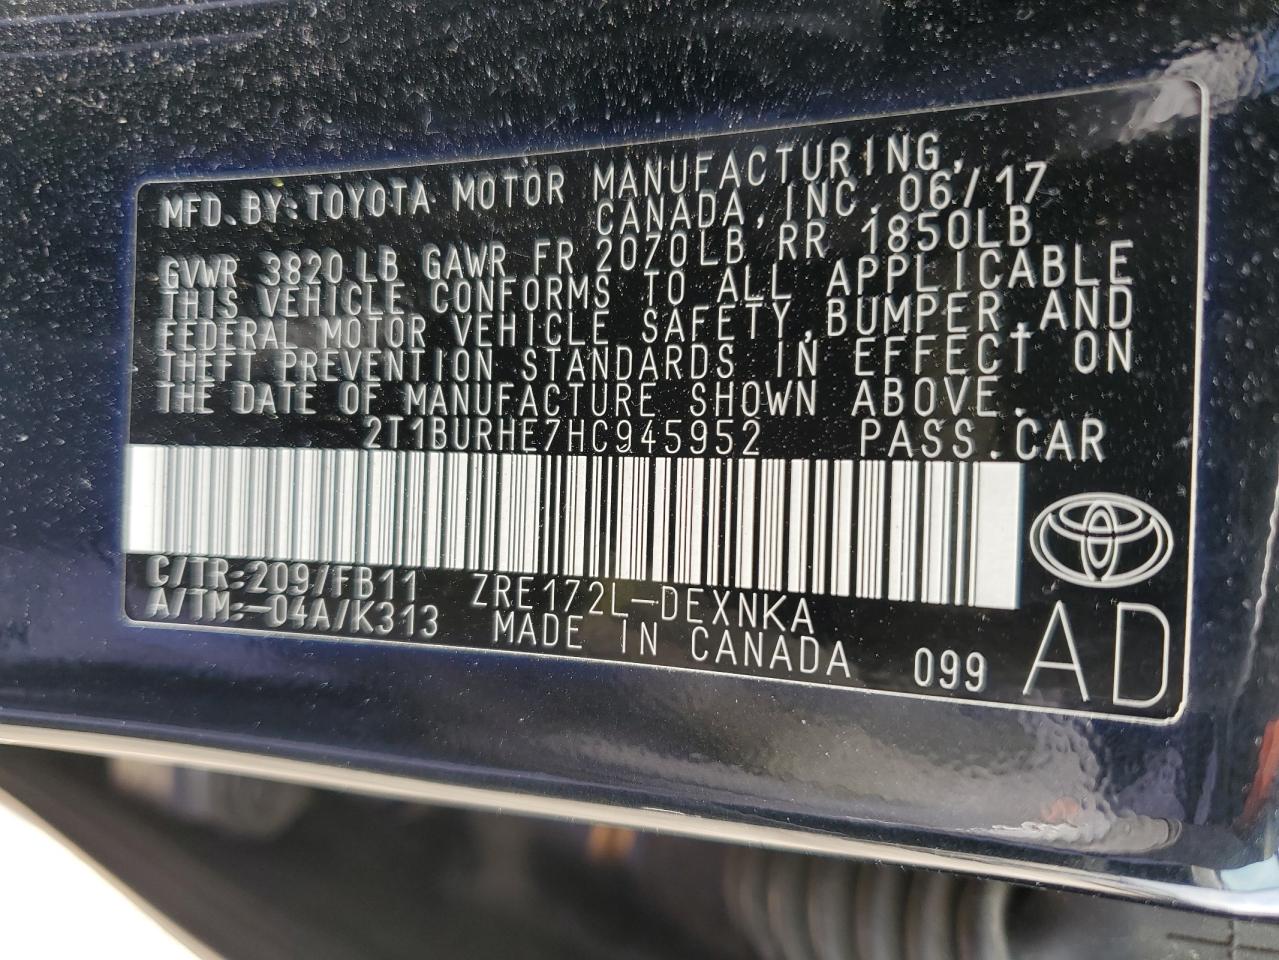 MFD. BY: TOYOTA MOTOR MANUFACTURING,
CANADA, INC. 06/17
GVWR 3820 LB GAWR FR 2070LB RR 1850LB
THIS VEHICLE CONFORMS TO ALL APPLICABLE
FEDERAL MOTOR VEHICLE SAFETY, BUMPER, AND
THEFT PREVENTION STANDARDS IN EFFECT ON
THE DATE OF MANUFACTURE SHOWN ABOVE.
2T1BURHE7HC945952 PASS. CAR
C/TR: 209/FB11 ZRE172L-DEXNKA
A/TM: -04A/K313 MADE IN CANADA 099 AD